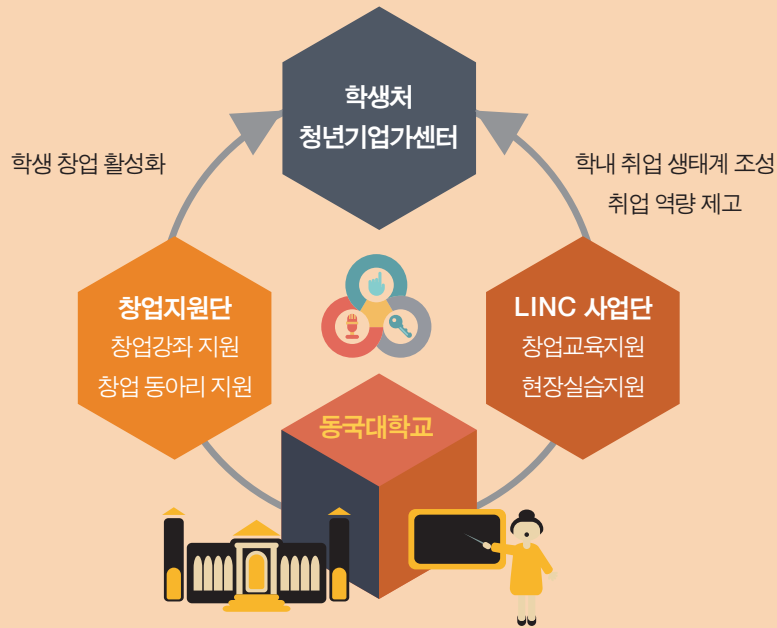 학생처
청년기업가센터
학생 창업 활성화
학내 취업 생태계 조성
취업 역량 제고
창업지원단
창업강좌 지원
창업 동아리 지원
LINC 사업단
창업교육지원
현장실습지원
동국대학교